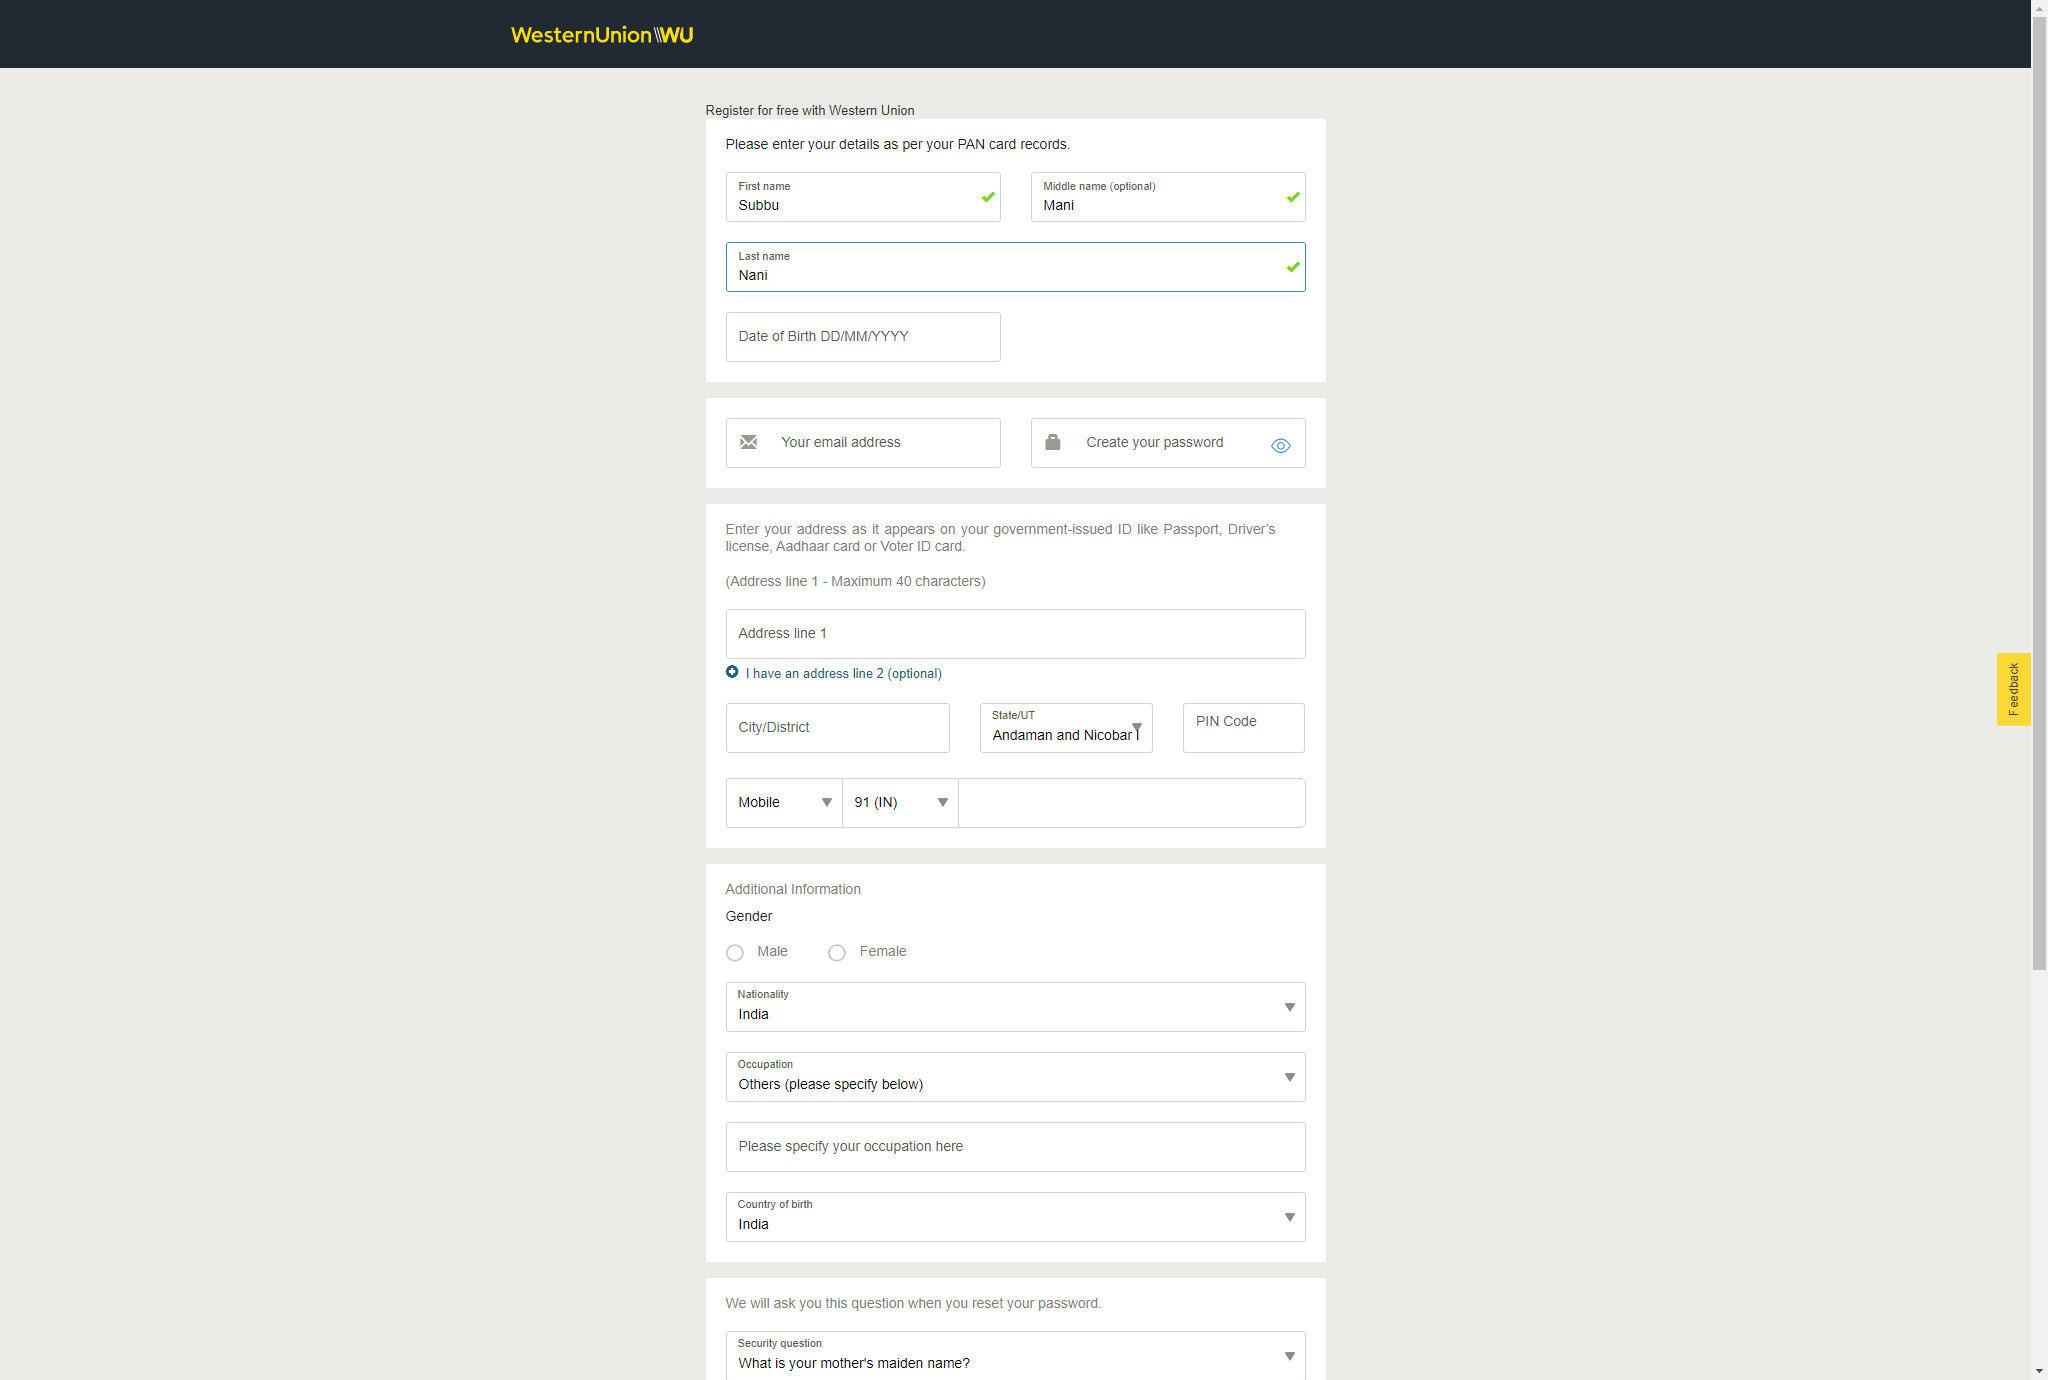 WesternUnion\\WU
Register for free with Western Union
Please enter your details as per your PAN card records.
First name
Subbu
Middle name (optional)
Mani
Last name
Nani
Date of Birth DD/MM/YYYY
Your email address
Create your password
Enter your address as it appears on your government-issued ID like Passport, Driver's
license, Aadhaar card or Voter ID card.
(Address line 1 - Maximum 40 characters)
Address line 1
I have an address line 2 (optional)
City/District
State/UT
Andaman and Nicobar
PIN Code
Mobile
91 (IN)
Feedback
Additional Information
Gender
Male
Female
Nationality
India
Occupation
Others (please specify below)
Please specify your occupation here
Country of birth
India
We will ask you this question when you reset your password.
Security question
What is your mother's maiden name?